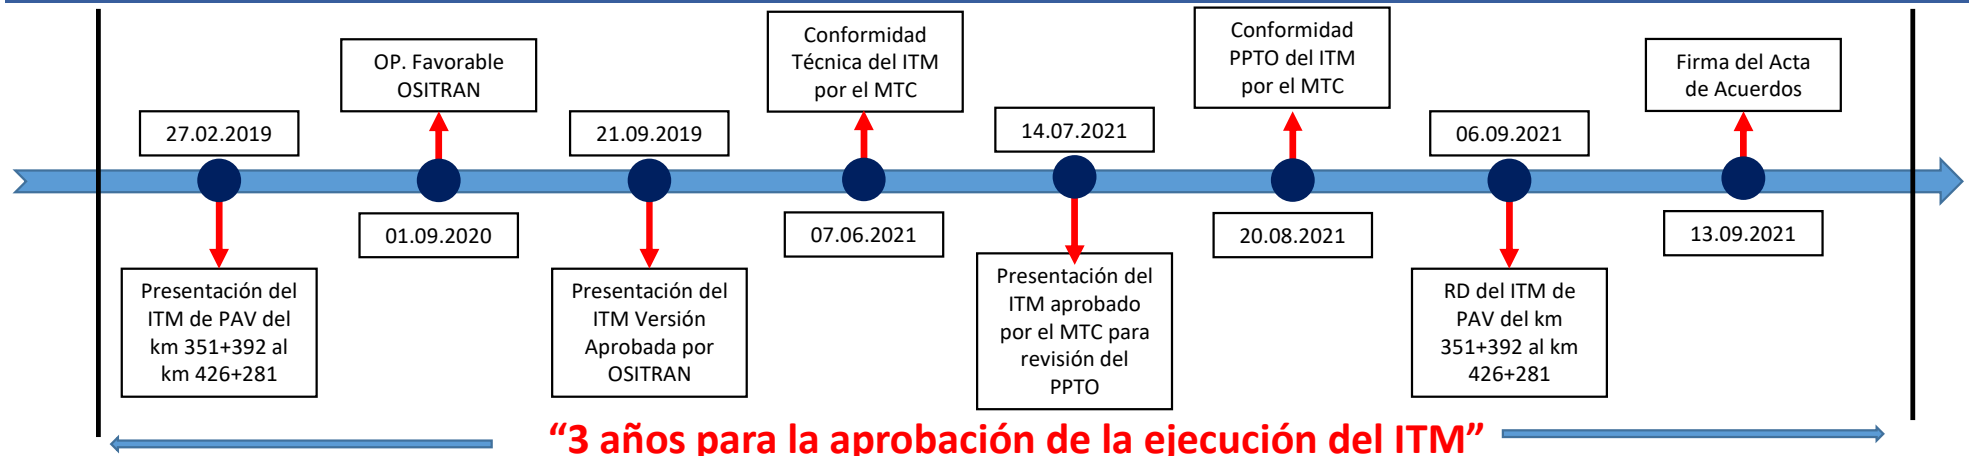 27.02.2019
Presentación del
ITM de PAV del
km 351+392 al
km 426+281
OP. Favorable
OSITRAN
01.09.2020
21.09.2019
Presentación del
ITM Versión
Aprobada por
OSITRAN
Conformidad
Técnica del ITM
por el MTC
07.06.2021
14.07.2021
Presentación del
ITM aprobado
por el MTC para
revisión del
PPTO
Conformidad
PPTO del ITM
por el MTC
20.08.2021
06.09.2021
RD del ITM de
PAV del km
351+392 al km
426+281
Firma del Acta
de Acuerdos
13.09.2021
“3 años para la aprobación de la ejecución del ITM”